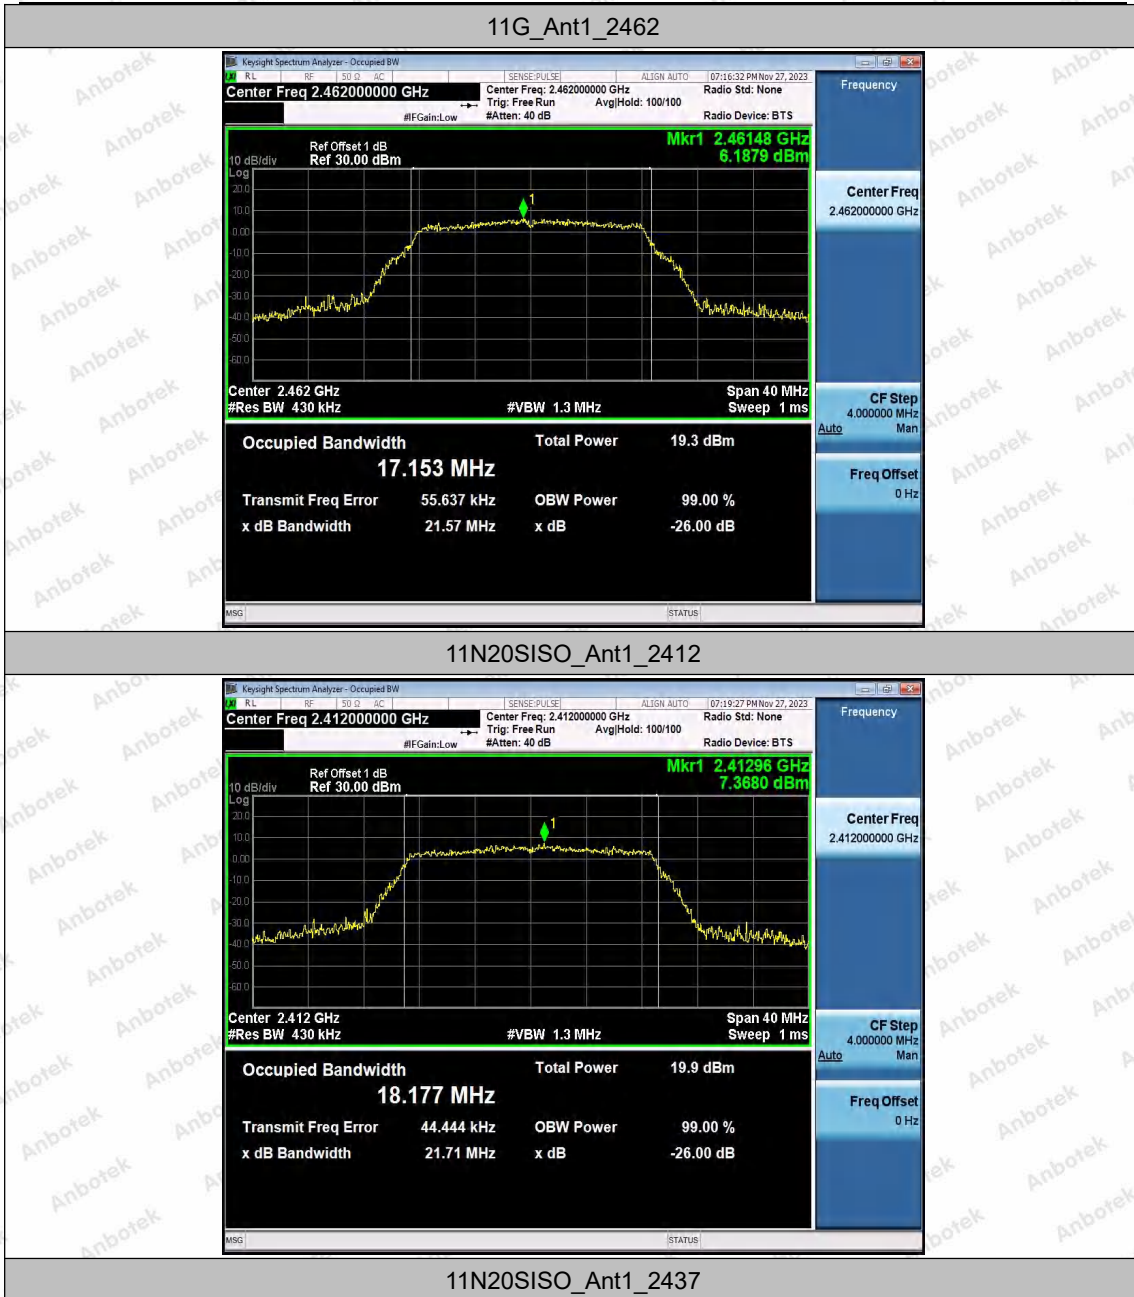 11G_Ant1_2462
Keysight Spectrum Analyzer - Occupied BW
RL RF 50 Ω AC SENSE:PULSE ALIGN AUTO 07:16:32 PM Nov 27, 2023
Center Freq 2.462000000 GHz Center Freq: 2.462000000 GHz Radio Std: None
Trig: Free Run Avg|Hold: 100/100
#IFGain:Low #Atten: 40 dB Radio Device: BTS
Frequency
Ref Offset 1 dB Mkr1 2.46148 GHz
10 dB/div Ref 30.00 dBm 6.1879 dBm
Log
20.0
10.0
0.00
-10.0
-20.0
-30.0
-40.0
-50.0
-60.0
1
Center Freq
2.462000000 GHz
Center 2.462 GHz Span 40 MHz
#Res BW 430 kHz #VBW 1.3 MHz Sweep 1 ms
CF Step
4.000000 MHz
Auto Man
Occupied Bandwidth Total Power 19.3 dBm
17.153 MHz
Transmit Freq Error 55.637 kHz OBW Power 99.00 %
x dB Bandwidth 21.57 MHz x dB -26.00 dB
Freq Offset
0 Hz
MSG STATUS
11N20SISO_Ant1_2412
Keysight Spectrum Analyzer - Occupied BW
RL RF 50 Ω AC SENSE:PULSE ALIGN AUTO 07:19:27 PM Nov 27, 2023
Center Freq 2.412000000 GHz Center Freq: 2.412000000 GHz Radio Std: None
Trig: Free Run Avg|Hold: 100/100
#IFGain:Low #Atten: 40 dB Radio Device: BTS
Frequency
Ref Offset 1 dB Mkr1 2.41296 GHz
10 dB/div Ref 30.00 dBm 7.3680 dBm
Log
20.0
10.0
0.00
-10.0
-20.0
-30.0
-40.0
-50.0
-60.0
1
Center Freq
2.412000000 GHz
Center 2.412 GHz Span 40 MHz
#Res BW 430 kHz #VBW 1.3 MHz Sweep 1 ms
CF Step
4.000000 MHz
Auto Man
Occupied Bandwidth Total Power 19.9 dBm
18.177 MHz
Transmit Freq Error 44.444 kHz OBW Power 99.00 %
x dB Bandwidth 21.71 MHz x dB -26.00 dB
Freq Offset
0 Hz
MSG STATUS
11N20SISO_Ant1_2437
Anbotek